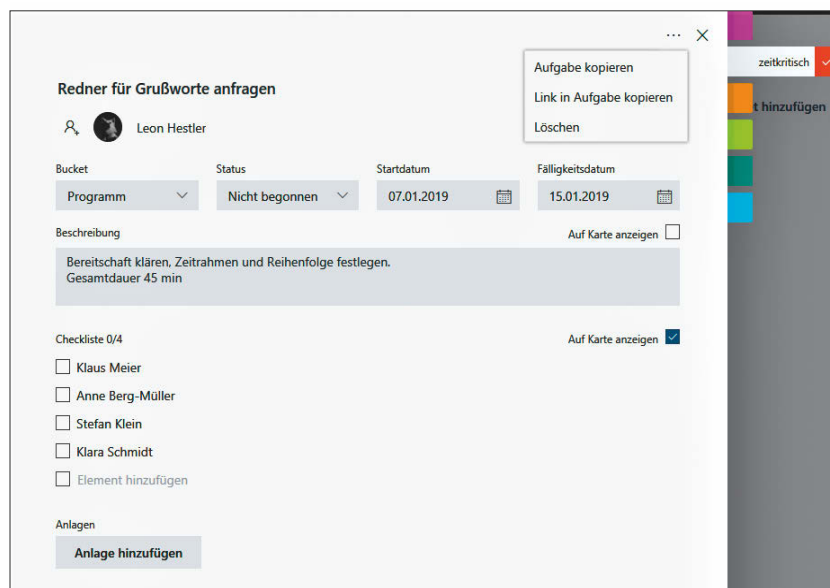 ...
Aufgabe kopieren
Link in Aufgabe kopieren
Löschen
zeitkritisch
t hinzufügen
Redner für Grußworte anfragen
Leon Hestler
Bucket Status Startdatum Fälligkeitsdatum
Programm Nicht begonnen 07.01.2019 15.01.2019
Beschreibung Auf Karte anzeigen
Bereitschaft klären, Zeitrahmen und Reihenfolge festlegen.
Gesamtdauer 45 min
Checkliste 0/4 Auf Karte anzeigen
Klaus Meier
Anne Berg-Müller
Stefan Klein
Klara Schmidt
Element hinzufügen
Anlagen
Anlage hinzufügen